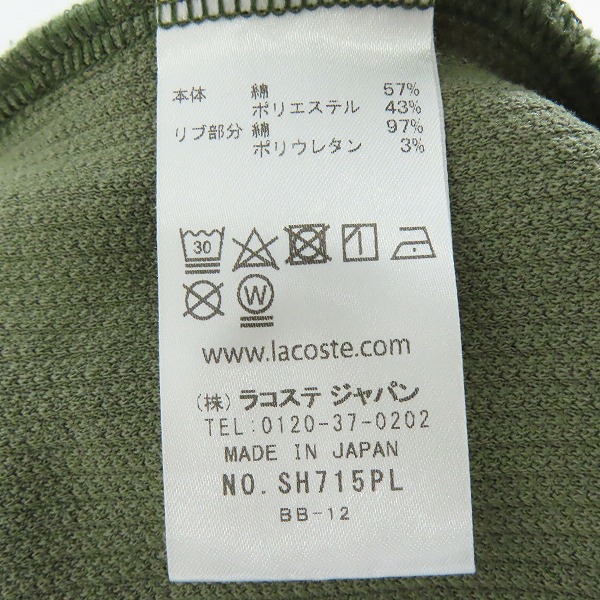 本体 綿 57%
ポリエステル 43%
リブ部分 綿 97%
ポリウレタン 3%
30
W
www.lacoste.com
(株) ラコステ ジャパン
TEL:0120-37-0202
MADE IN JAPAN
NO. SH715PL
BB-12